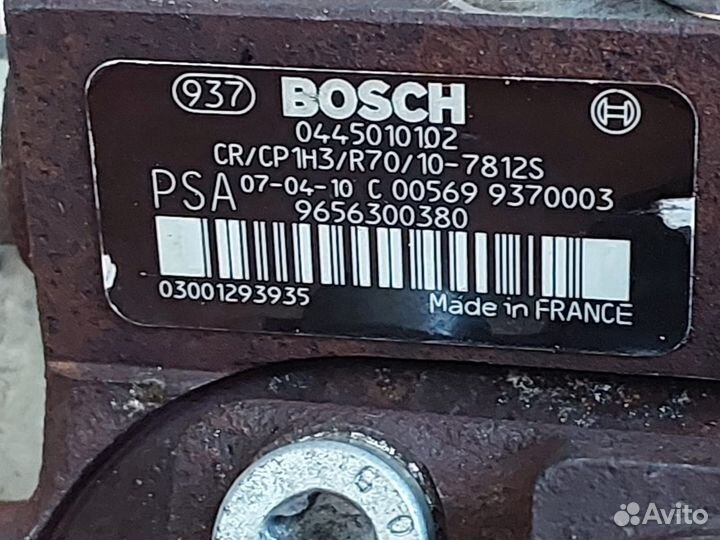 937 BOSCH
0445010102
CR/CP1H3/R70/10-7812S
PSA 07-04-10 C 00569 9370003
9656300380
03001293935 Made in FRANCE
Avito